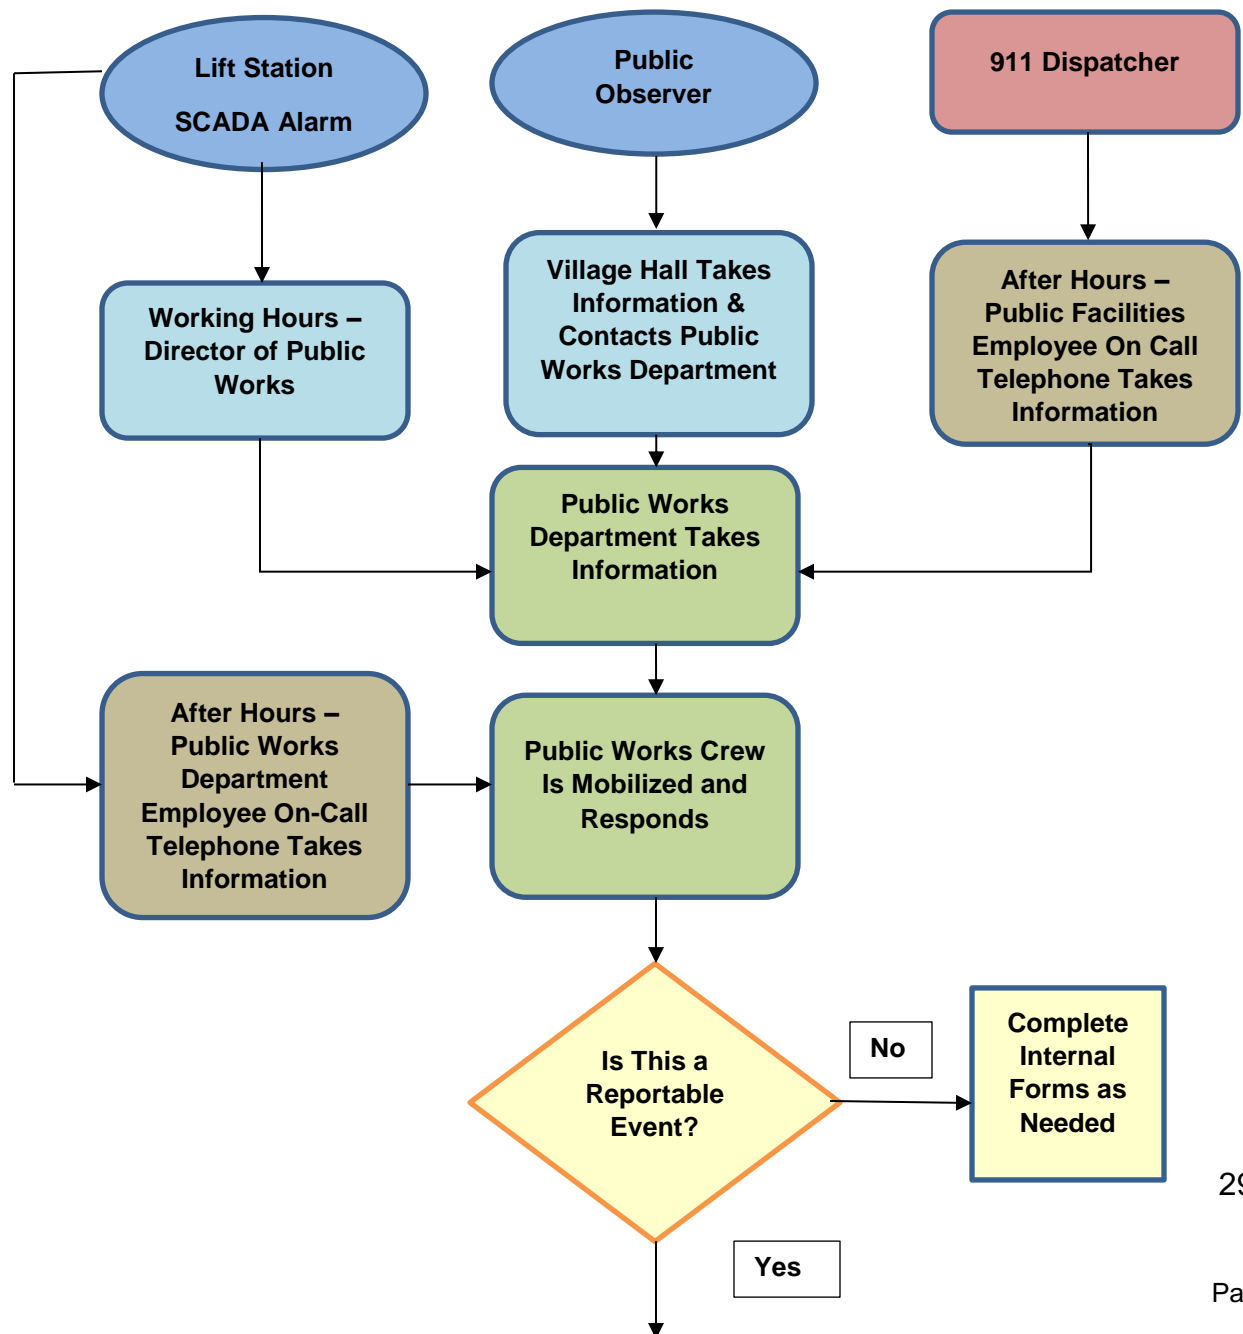 Lift Station
SCADA Alarm
Public
Observer
911 Dispatcher
Working Hours –
Director of Public
Works
Village Hall Takes
Information &
Contacts Public
Works Department
After Hours –
Public Facilities
Employee On Call
Telephone Takes
Information
Public Works
Department Takes
Information
After Hours –
Public Works
Department
Employee On-Call
Telephone Takes
Information
Public Works Crew
Is Mobilized and
Responds
Is This a
Reportable
Event?
No
Complete
Internal
Forms as
Needed
Yes